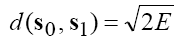 d(s₀, s₁) = √2E